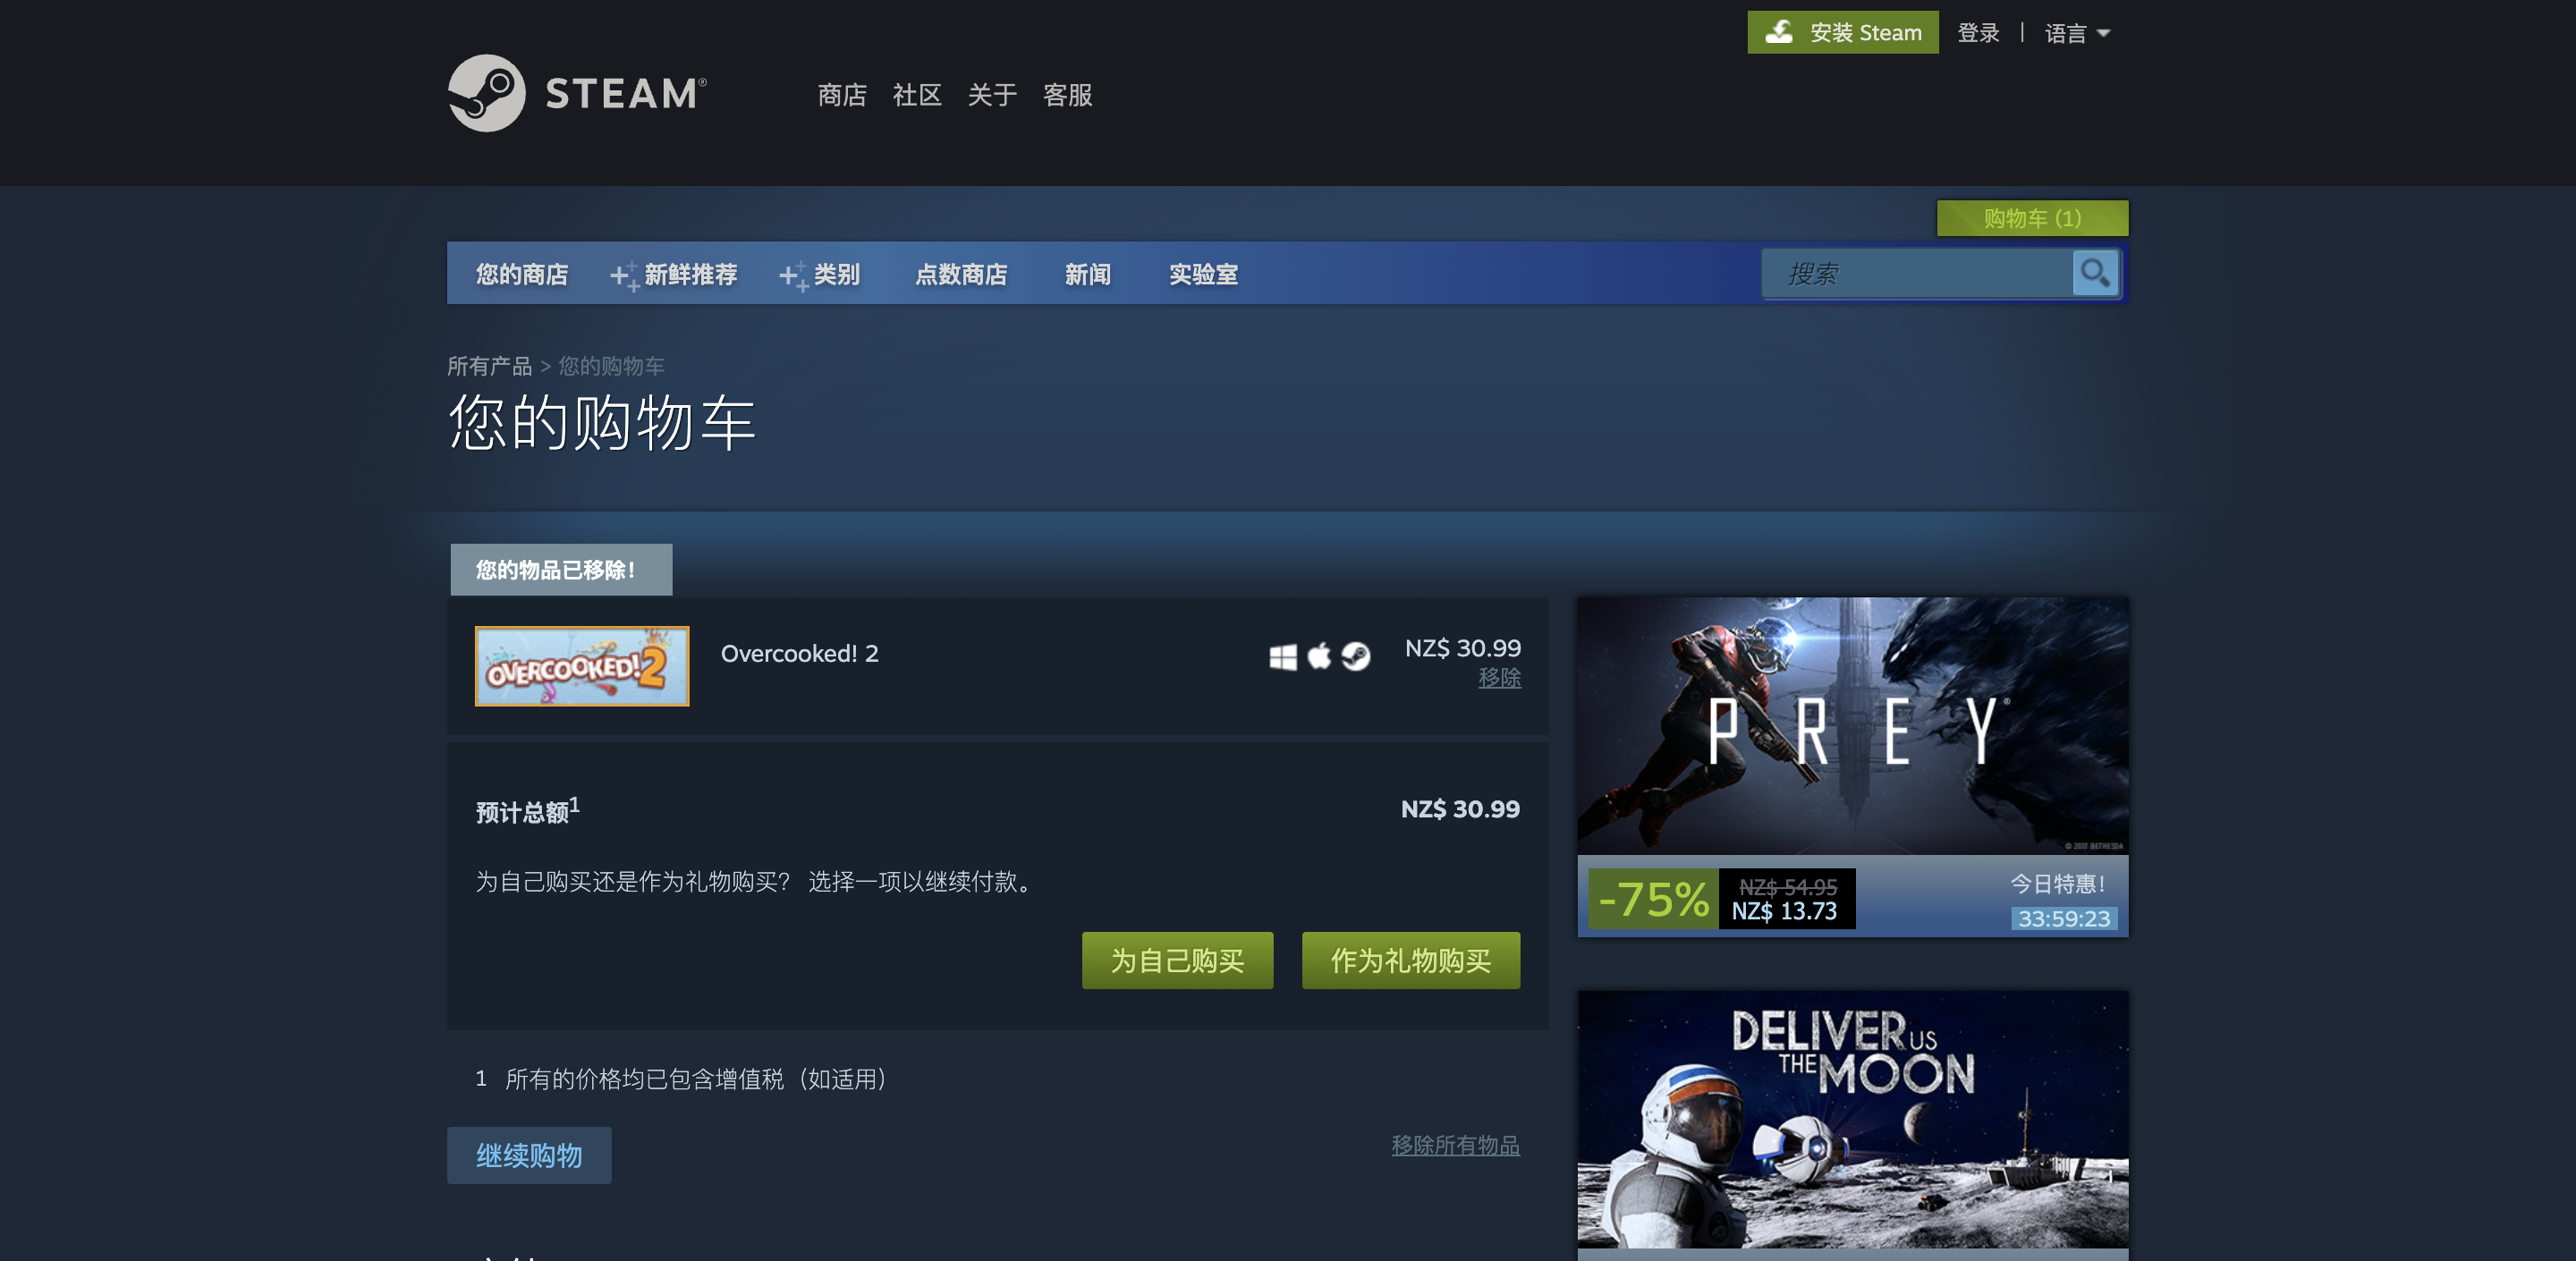 安装 Steam 登录 | 语言
STEAM®
商店 社区 关于 客服
购物车 (1)
您的商店 新鲜推荐 类别 点数商店 新闻 实验室
搜索
所有产品 > 您的购物车
您的购物车
您的物品已移除！
OVERCOOKED! 2
Overcooked! 2
NZ$ 30.99
移除
预计总额1
NZ$ 30.99
为自己购买还是作为礼物购买？ 选择一项以继续付款。
为自己购买 作为礼物购买
1 所有的价格均已包含增值税（如适用）
继续购物
移除所有物品
PREY®
© 2017 BETHESDA
-75%
NZ$ 54.95
NZ$ 13.73
今日特惠！
33:59:23
DELIVER US
THE MOON